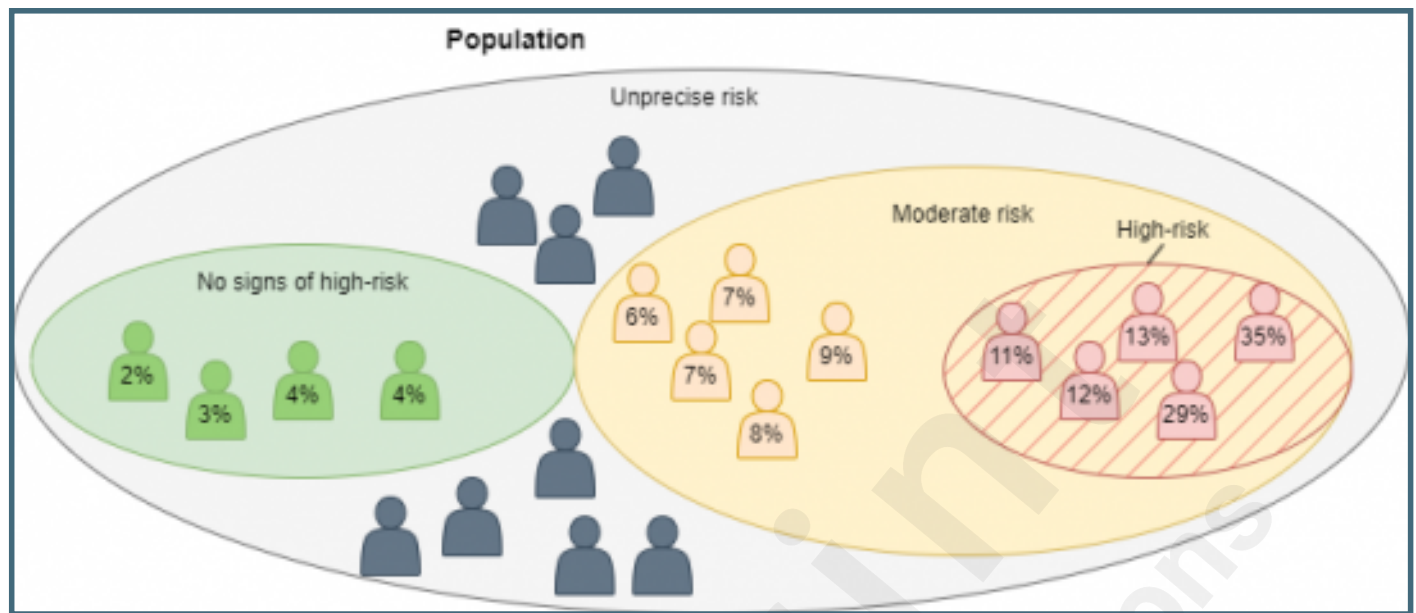 Population
Unprecise risk
Moderate risk
High-risk
No signs of high-risk
2%
3%
4%
4%
6%
7%
7%
9%
8%
11%
12%
13%
29%
35%